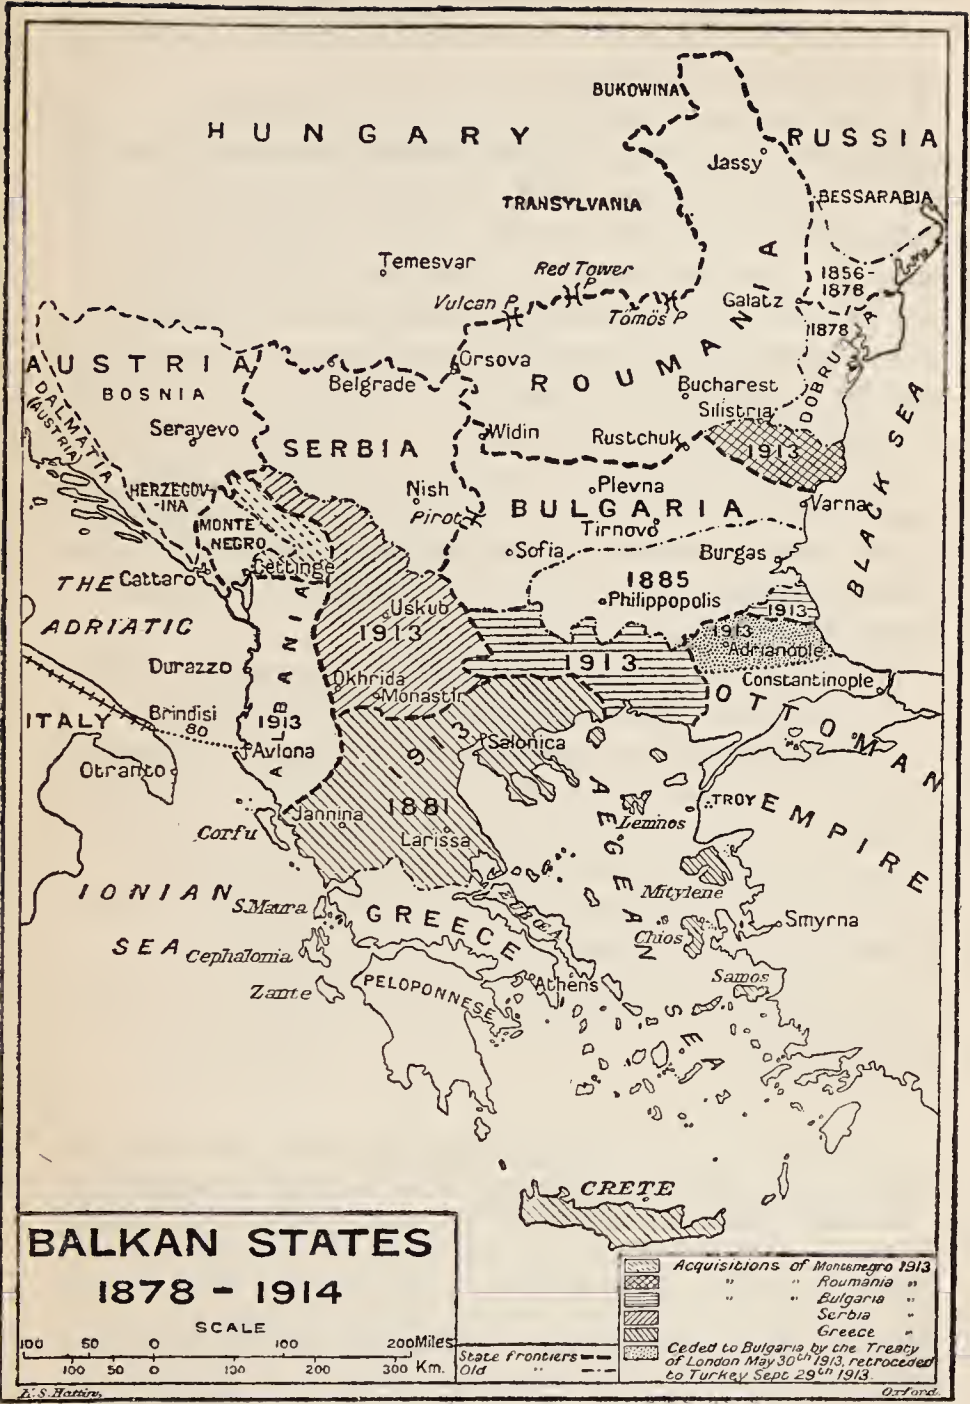 BUKOWINA
HUNGARY
RUSSIA
Jassy
TRANSYLVANIA
BESSARABIA
Temesvar
Red Tower
P
1856-
1878
Vulcan P.
Tömös P
Galatz
1878
ROUMANIA
DOBRUJA
AUSTRIA
BOSNIA
Belgrade
Orsova
Bucharest
Silistria
DALMATIA
(AUSTRIA)
Serayevo
SERBIA
Widin
Rustchuk
1913
BLACK SEA
HERZEGOV-
-INA
MONTE
NEGRO
Nish
Pirot
Plevna
BULGARIA
Varna
Tirnovo
Sofia
Burgas
THE
ADRIATIC
Cattaro
Cettinge
1885
Philippopolis
Uskub
1913
1913
1913
Adrianople
Durazzo
ALBANIA
1913
Okhrida
Monastir
1913
Constantinople
OTTOMAN
EMPIRE
ITALY
Brindisi
80
Avlona
Otranto
Salonica
1913
Jannina
1881
Larissa
Corfu
AEGEAN
SEA
Lemnos
TROY
IONIAN
SEA
S.Maura
GREECE
EUBŒA
Mitylene
Chios
Smyrna
Cephalonia
Zante
PELOPONNESE
Athens
Samos
CRETE
BALKAN STATES
1878 - 1914
SCALE
100 50 0 100 200 Miles
100 50 0 100 200 300 Km.
State frontiers
Old "
Acquisitions of Montenegro 1913
" " Roumania "
" " Bulgaria "
Serbia "
Greece "
Ceded to Bulgaria by the Treaty
of London May 30th 1913, retroceded
to Turkey Sept 29th 1913.
Oxford.